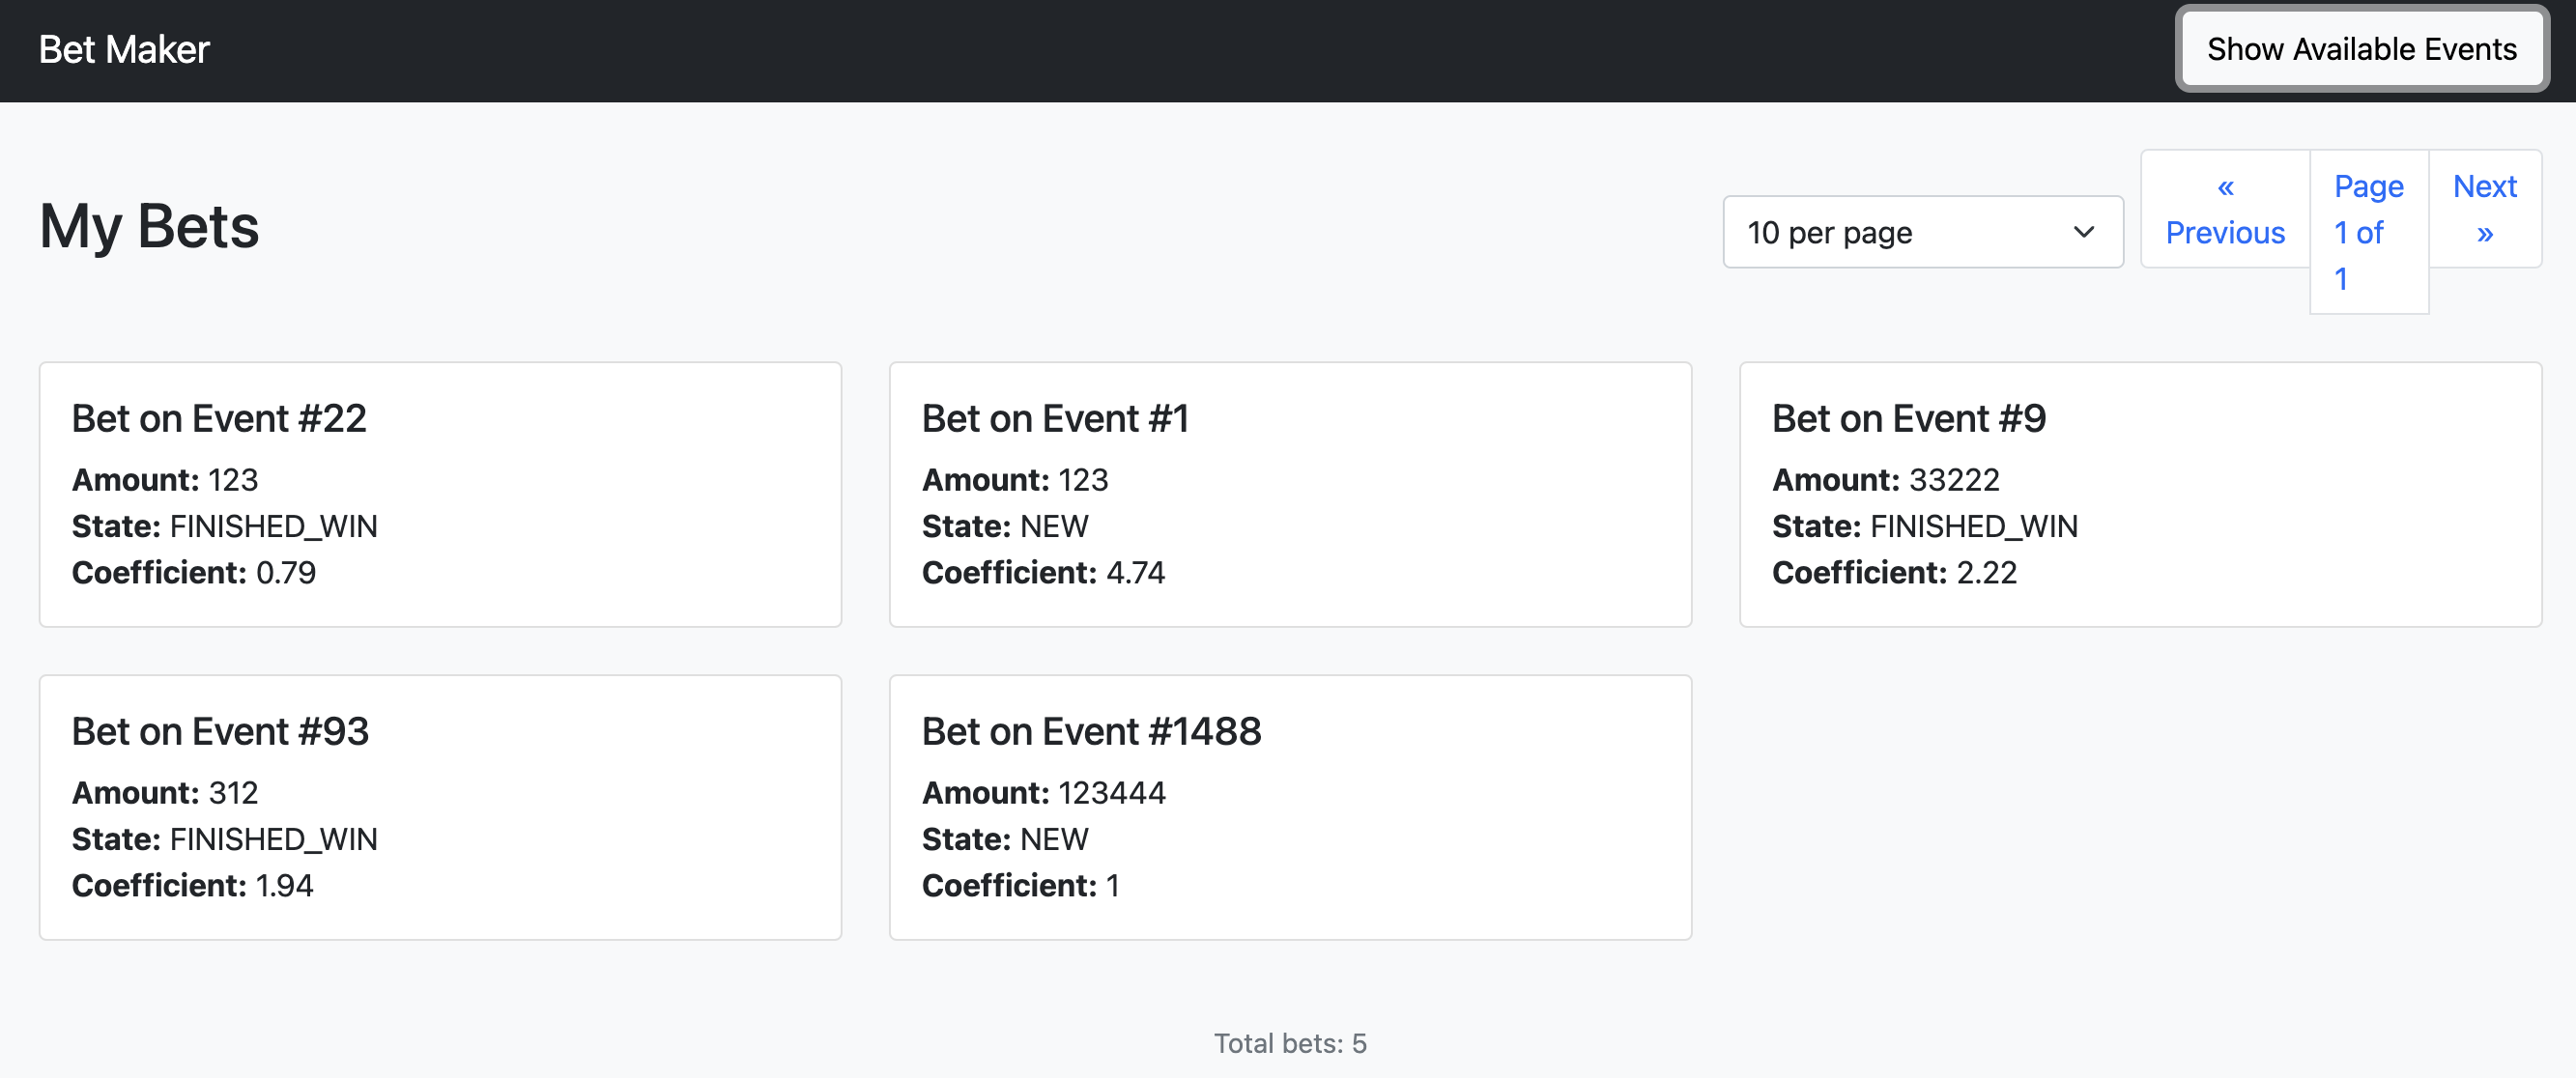 Bet Maker
Show Available Events
My Bets
10 per page
« Previous
Page 1 of 1
Next »
Bet on Event #22
Amount: 123
State: FINISHED_WIN
Coefficient: 0.79
Bet on Event #1
Amount: 123
State: NEW
Coefficient: 4.74
Bet on Event #9
Amount: 33222
State: FINISHED_WIN
Coefficient: 2.22
Bet on Event #93
Amount: 312
State: FINISHED_WIN
Coefficient: 1.94
Bet on Event #1488
Amount: 123444
State: NEW
Coefficient: 1
Total bets: 5